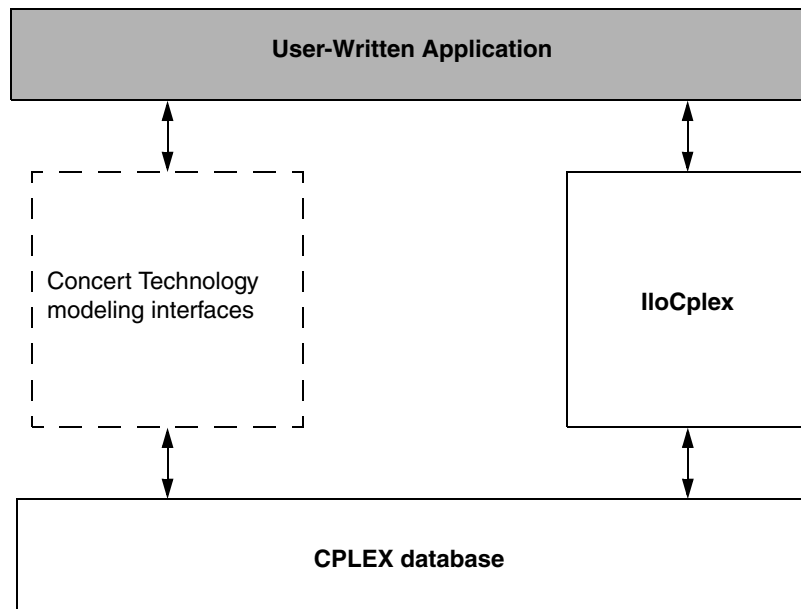 User-Written Application
Concert Technology
modeling interfaces
IloCplex
CPLEX database